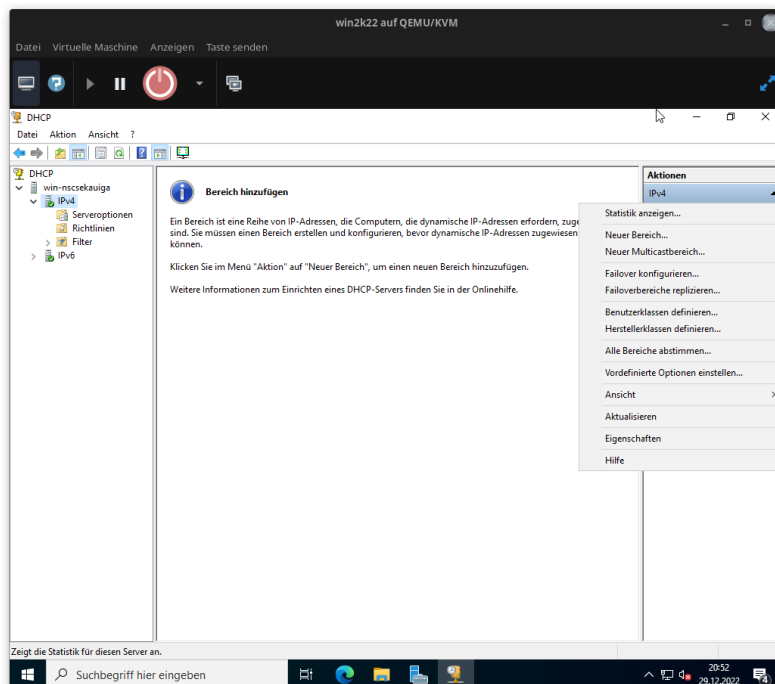 win2k22 auf QEMU/KVM
Datei Virtuelle Maschine Anzeigen Taste senden
DHCP
Datei Aktion Ansicht ?
DHCP
win-nscsekauiga
IPv4
Serveroptionen
Richtlinien
Filter
IPv6
Bereich hinzufügen
Ein Bereich ist eine Reihe von IP-Adressen, die Computern, die dynamische IP-Adressen erfordern, zuge
sind. Sie müssen einen Bereich erstellen und konfigurieren, bevor dynamische IP-Adressen zugewiesen
können.
Klicken Sie im Menü "Aktion" auf "Neuer Bereich", um einen neuen Bereich hinzuzufügen.
Weitere Informationen zum Einrichten eines DHCP-Servers finden Sie in der Onlinehilfe.
Aktionen
IPv4
Statistik anzeigen...
Neuer Bereich...
Neuer Multicastbereich...
Failover konfigurieren...
Failoverbereiche replizieren...
Benutzerklassen definieren...
Herstellerklassen definieren...
Alle Bereiche abstimmen...
Vordefinierte Optionen einstellen...
Ansicht
Aktualisieren
Eigenschaften
Hilfe
Zeigt die Statistik für diesen Server an.
Suchbegriff hier eingeben
20:52
29.12.2022
4